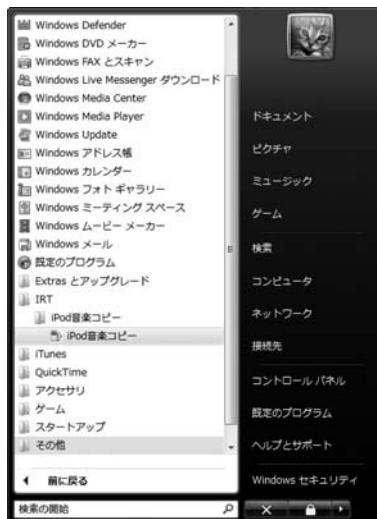 Windows Defender
Windows DVD メーカー
Windows FAX とスキャン
Windows Live Messenger ダウンロード
Windows Media Center
Windows Media Player
Windows Update
Windows アドレス帳
Windows カレンダー
Windows フォト ギャラリー
Windows ミーティング スペース
Windows ムービー メーカー
Windows メール
既定のプログラム
Extras とアップグレード
IRT
iPod音楽コピー
iPod音楽コピー
iTunes
QuickTime
アクセサリ
ゲーム
スタートアップ
その他
前に戻る
検索の開始
ドキュメント
ピクチャ
ミュージック
ゲーム
検索
コンピュータ
ネットワーク
接続先
コントロール パネル
既定のプログラム
ヘルプとサポート
Windows セキュリティ